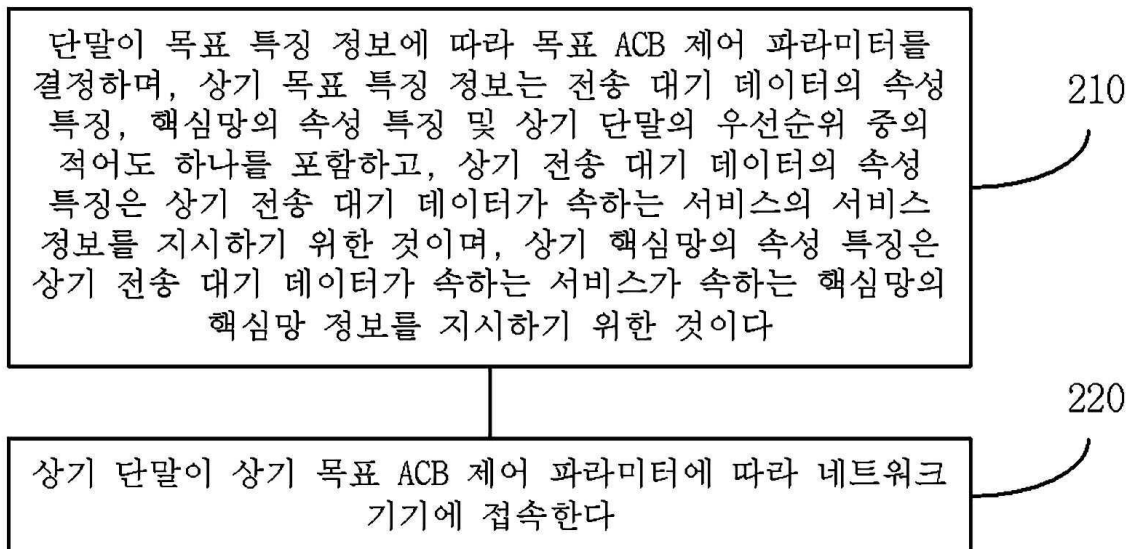 단말이 목표 특징 정보에 따라 목표 ACB 제어 파라미터를
결정하며, 상기 목표 특징 정보는 전송 대기 데이터의 속성
특징, 핵심망의 속성 특징 및 상기 단말의 우선순위 중의
적어도 하나를 포함하고, 상기 전송 대기 데이터의 속성
특징은 상기 전송 대기 데이터가 속하는 서비스의 서비스
정보를 지시하기 위한 것이며, 상기 핵심망의 속성 특징은
상기 전송 대기 데이터가 속하는 서비스가 속하는 핵심망의
핵심망 정보를 지시하기 위한 것이다
210
상기 단말이 상기 목표 ACB 제어 파라미터에 따라 네트워크
기기에 접속한다
220